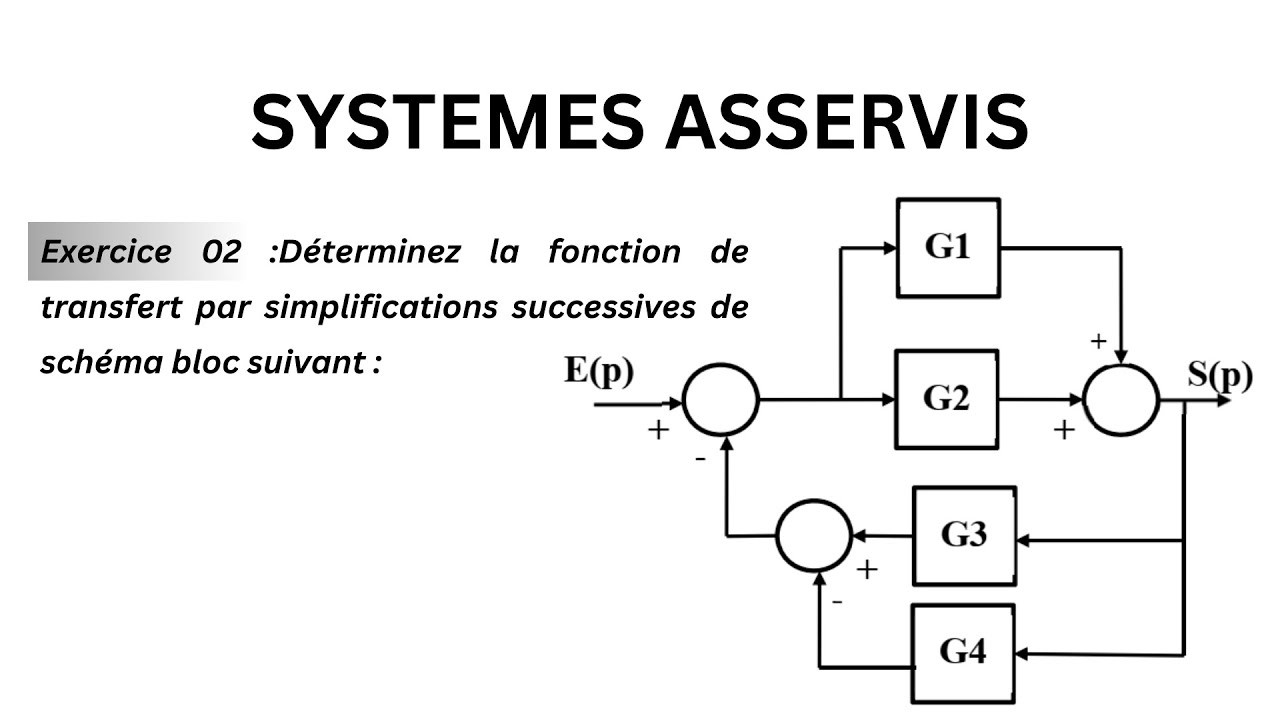 SYSTEMES ASSERVIS
Exercice 02 :Déterminez la fonction de
transfert par simplifications successives de
schéma bloc suivant :
G1
+
E(p)
S(p)
G2
+
+
-
G3
+
-
G4